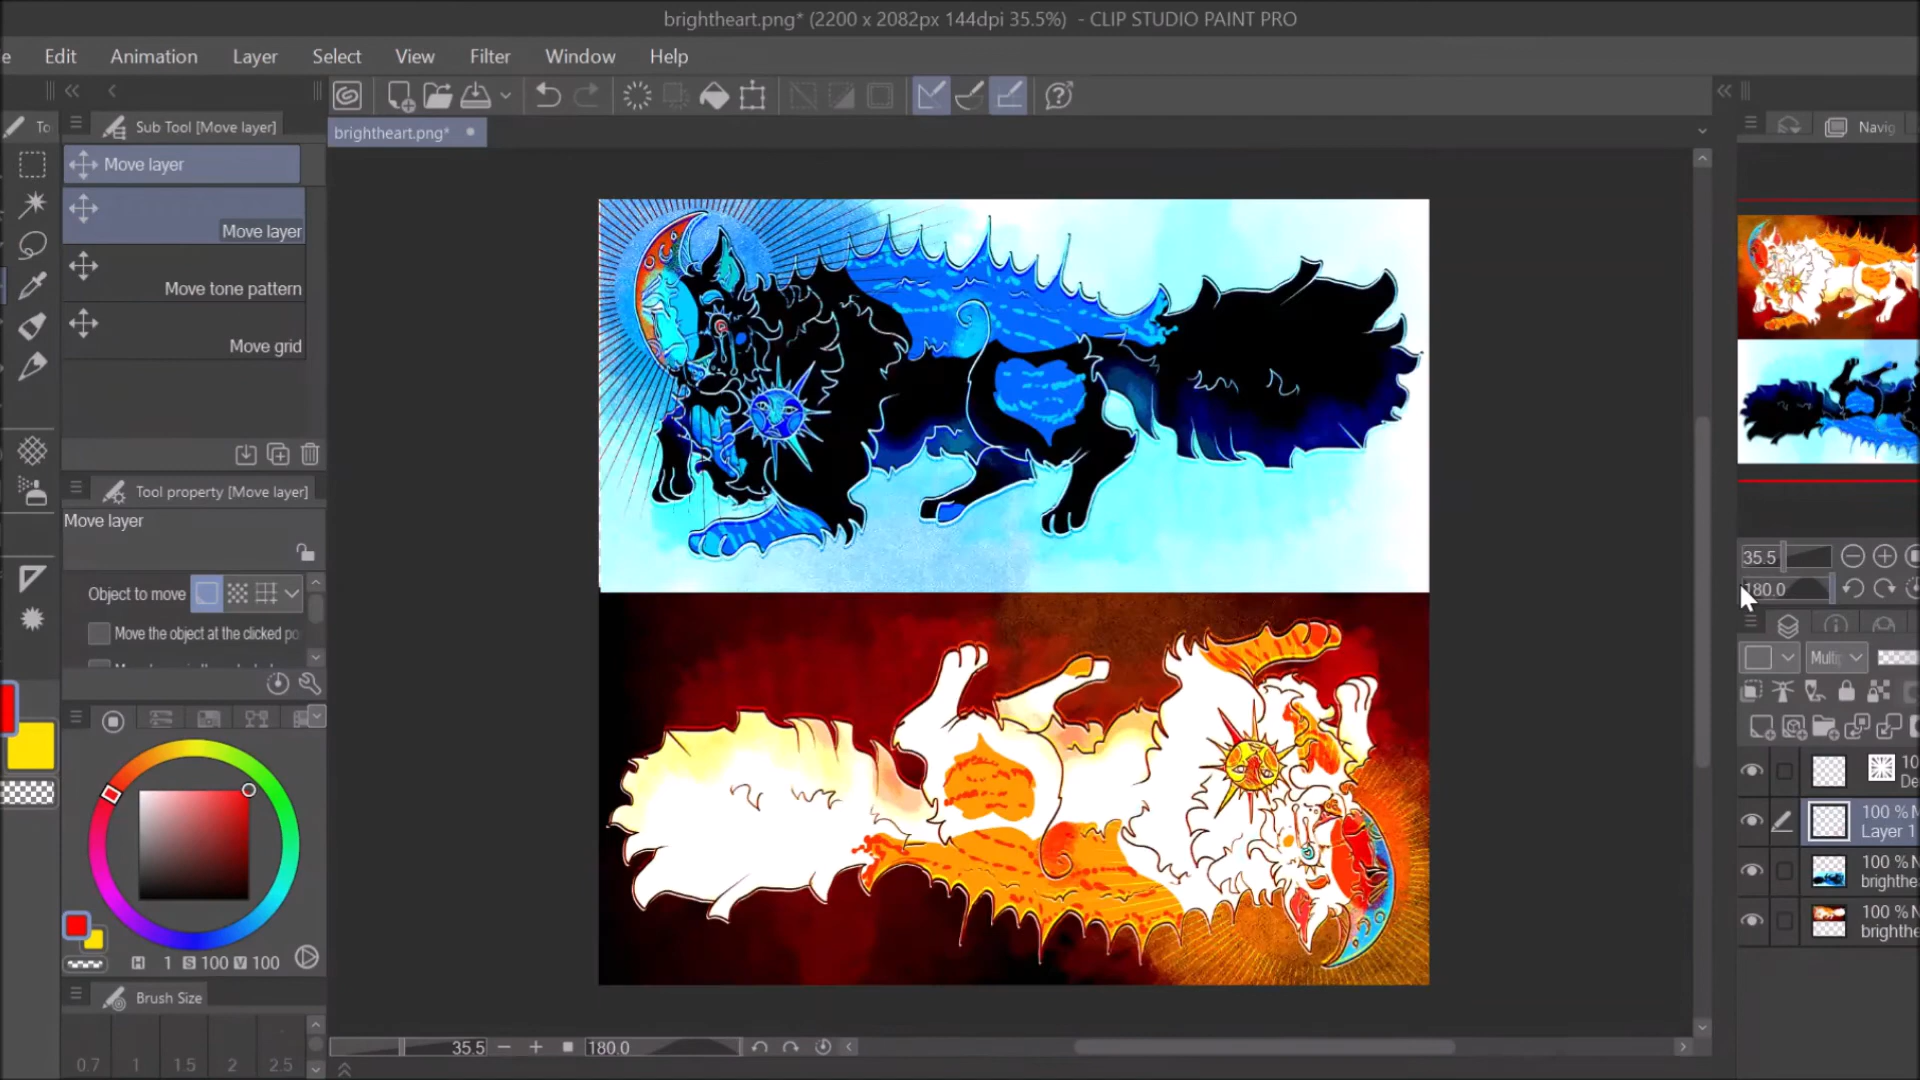 brightheart.png* (2200 x 2082px 144dpi 35.5%) - CLIP STUDIO PAINT PRO
e Edit Animation Layer Select View Filter Window Help
To Sub Tool [Move layer]
brightheart.png*
Navig
Move layer
Move layer
Move tone pattern
Move grid
Tool property [Move layer]
Move layer
Object to move
Move the object at the clicked po
35.5
180.0
Multip
100 % N
Layer 1
100 % N
brighthe
100 % N
brighthe
H 1 S 100 V 100
Brush Size
0.7 1 1.5 2 2.5
35.5 180.0